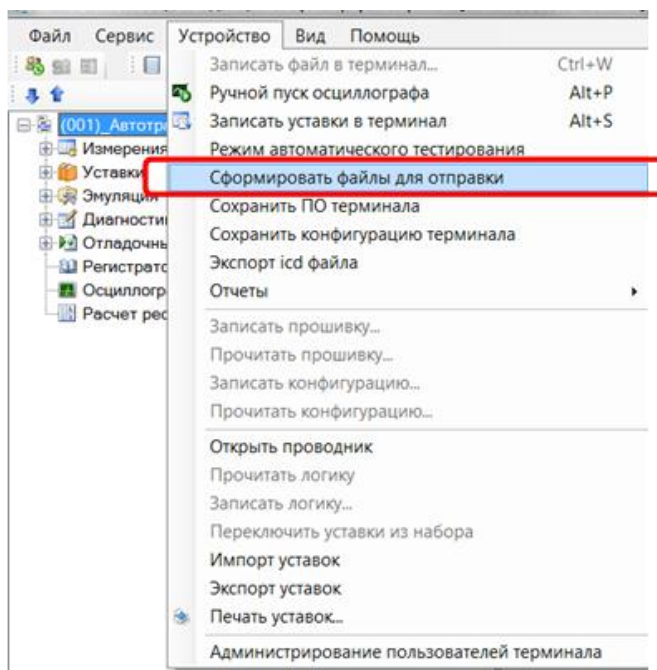 Файл Сервис Устройство Вид Помощь
Записать файл в терминал... Ctrl+W
Ручной пуск осциллографа Alt+P
(001)_Автотр
Записать уставки в терминал Alt+S
Измерения
Режим автоматического тестирования
Уставки
Сформировать файлы для отправки
Эмуляция
Сохранить ПО терминала
Диагности
Сохранить конфигурацию терминала
Отладочн
Экспорт icd файла
Регистрато
Отчеты
Осциллогр
Расчет рес
Записать прошивку...
Прочитать прошивку...
Записать конфигурацию...
Прочитать конфигурацию...
Открыть проводник
Прочитать логику
Записать логику...
Переключить уставки из набора
Импорт уставок
Экспорт уставок
Печать уставок...
Администрирование пользователей терминала